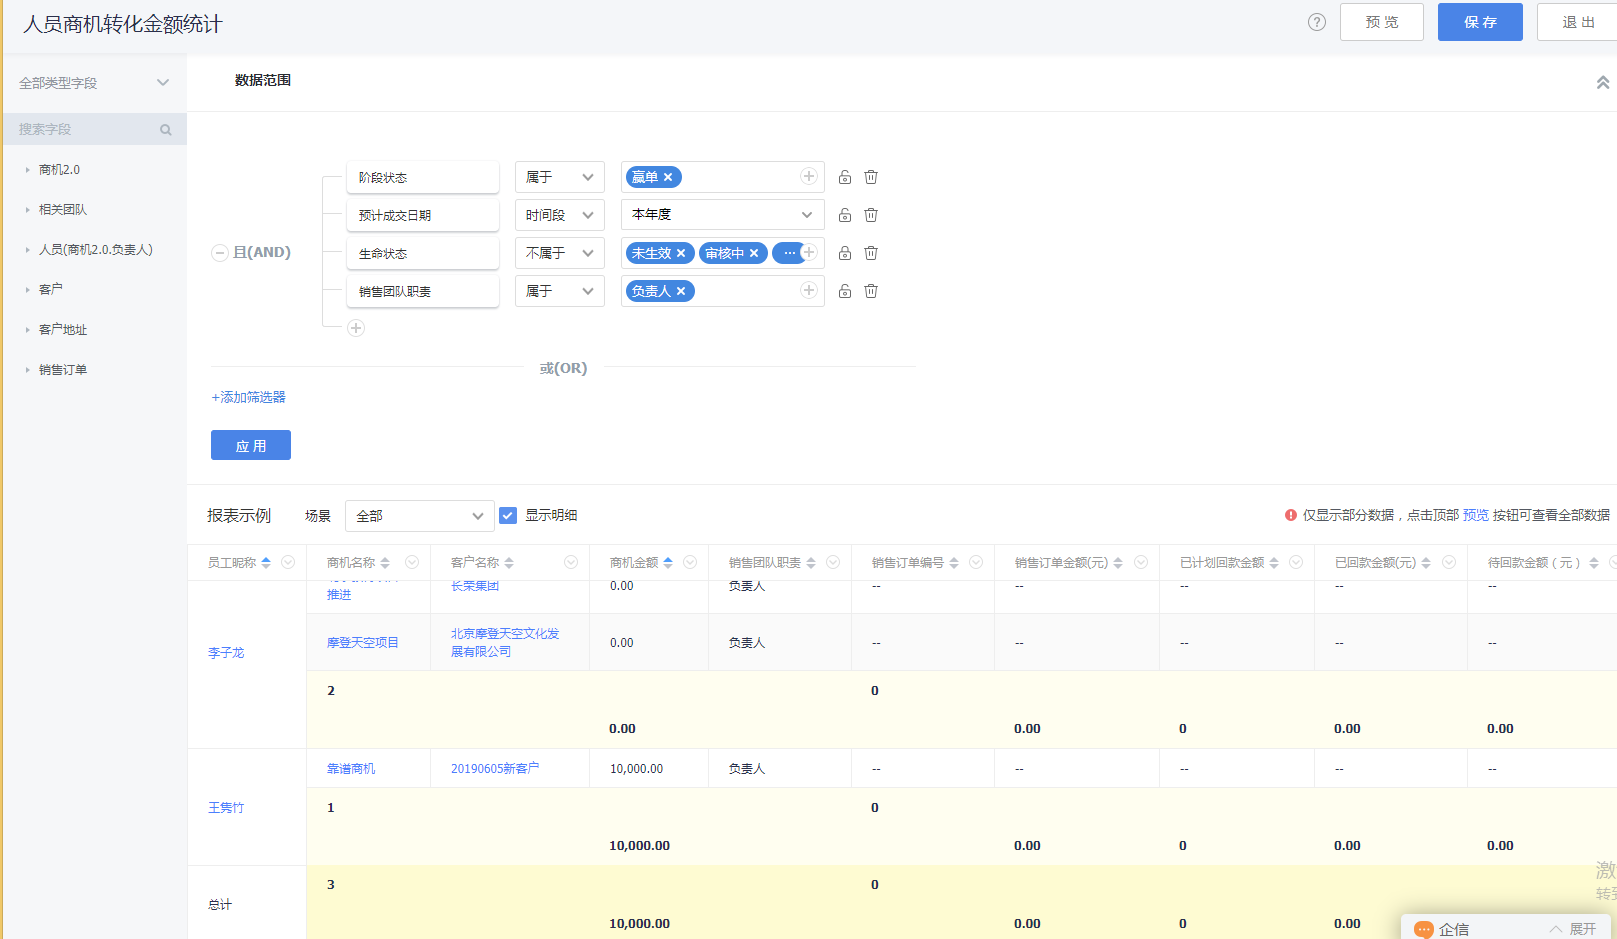 人员商机转化金额统计
? 预 览 保 存 退 出
全部类型字段
数据范围
搜索字段
商机2.0
相关团队
人员(商机2.0.负责人)
客户
客户地址
销售订单
阶段状态 属于 赢单 ×
预计成交日期 时间段 本年度
且(AND)
生命状态 不属于 未生效 × 审核中 × ...
销售团队职责 属于 负责人 ×
或(OR)
+添加筛选器
应 用
报表示例 场景 全部 显示明细 仅显示部分数据，点击顶部 预览 按钮可查看全部数据
员工昵称 商机名称 客户名称 商机金额 销售团队职责 销售订单编号 销售订单金额(元) 已计划回款金额 已回款金额(元) 待回款金额（元）
推进 长荣集团 0.00 负责人 -- -- -- -- --
李子龙
摩登天空项目 北京摩登天空文化发 0.00 负责人 -- -- -- -- --
展有限公司
2 0
0.00 0.00 0 0.00 0.00
靠谱商机 20190605新客户 10,000.00 负责人 -- -- -- -- --
王隽竹
1 0
10,000.00 0.00 0 0.00 0.00
总计
3 0
10,000.00 0.00 0 0.00
激
转到
企信 展开